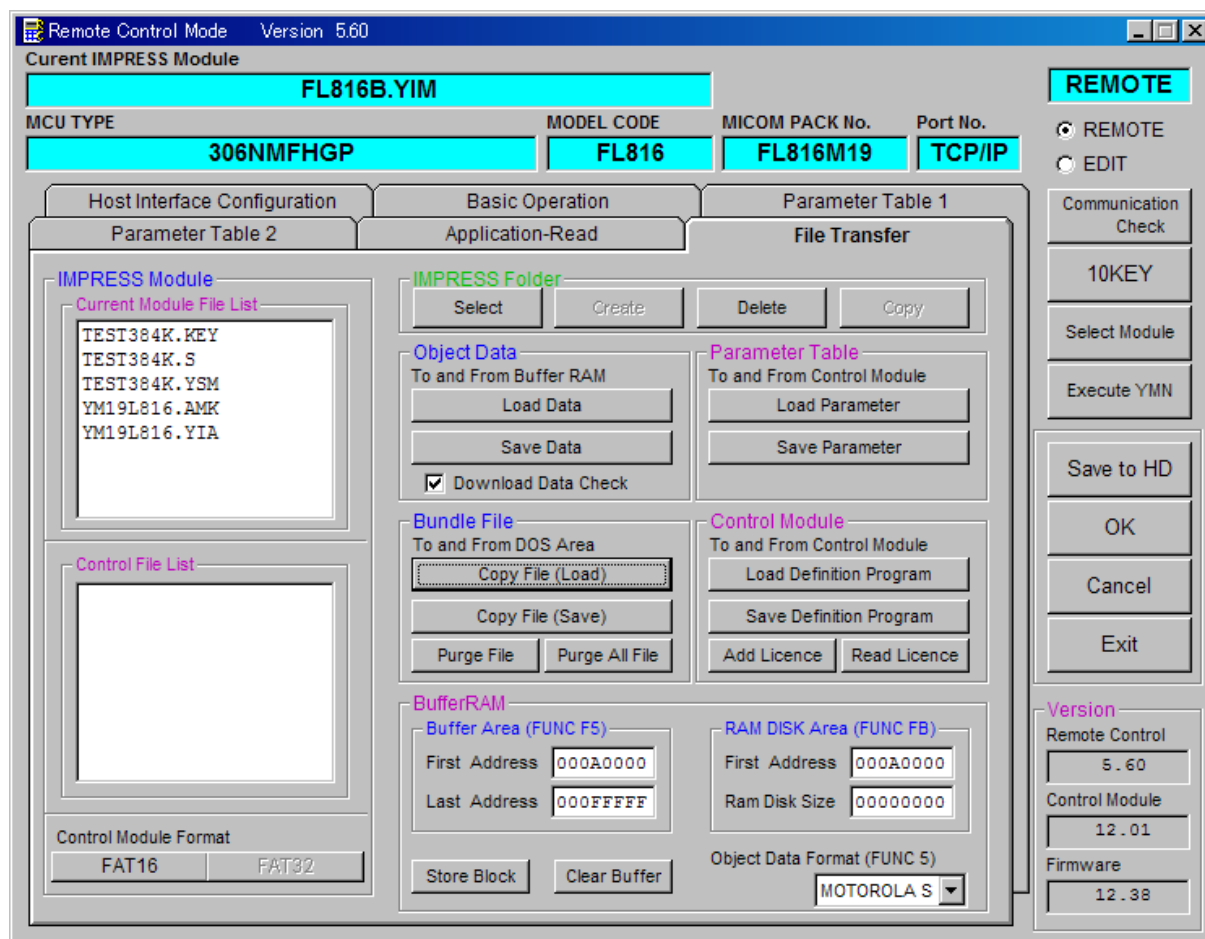 Remote Control Mode Version 5.60
Curent IMPRESS Module
FL816B.YIM
MCU TYPE
306NMFHGP
MODEL CODE
FL816
MICOM PACK No.
FL816M19
Port No.
TCP/IP
REMOTE
REMOTE
EDIT
Host Interface Configuration
Basic Operation
Parameter Table 1
Parameter Table 2
Application-Read
File Transfer
IMPRESS Module
Current Module File List
TEST384K.KEY
TEST384K.S
TEST384K.YSM
YM19L816.AMK
YM19L816.YIA
Control File List
Control Module Format
FAT16
FAT32
IMPRESS Folder
Select
Create
Delete
Copy
Object Data
To and From Buffer RAM
Load Data
Save Data
Download Data Check
Parameter Table
To and From Control Module
Load Parameter
Save Parameter
Bundle File
To and From DOS Area
Copy File (Load)
Copy File (Save)
Purge File
Purge All File
Control Module
To and From Control Module
Load Definition Program
Save Definition Program
Add Licence
Read Licence
BufferRAM
Buffer Area (FUNC F5)
First Address 000A0000
Last Address 000FFFFF
RAM DISK Area (FUNC FB)
First Address 000A0000
Ram Disk Size 00000000
Store Block
Clear Buffer
Object Data Format (FUNC 5)
MOTOROLA S
Communication
Check
10KEY
Select Module
Execute YMN
Save to HD
OK
Cancel
Exit
Version
Remote Control
5.60
Control Module
12.01
Firmware
12.38